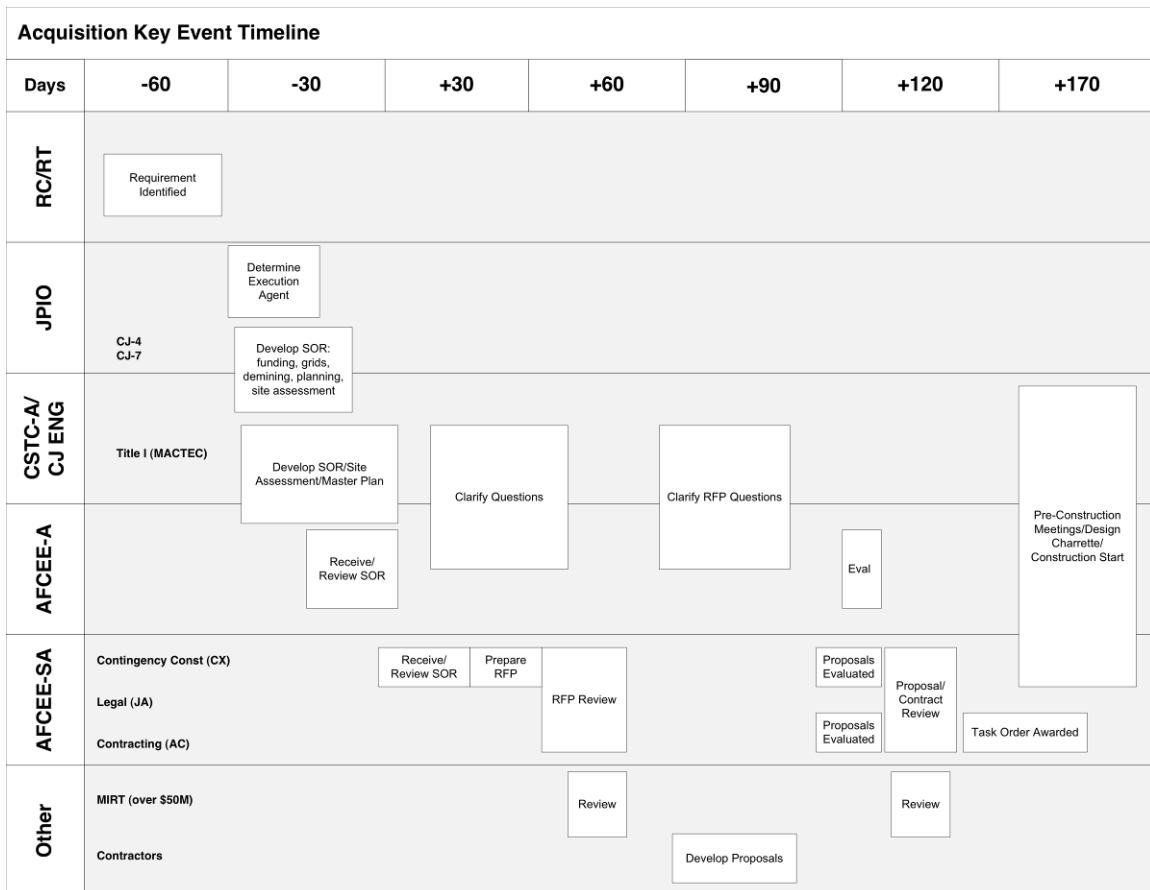 Acquisition Key Event Timeline
Days
-60
-30
+30
+60
+90
+120
+170
RC/RT
Requirement
Identified
JPIO
Determine
Execution
Agent
CJ-4
CJ-7
Develop SOR:
funding, grids,
demining, planning,
site assessment
CSTC-A/
CJ ENG
Title I (MACTEC)
Develop SOR/Site
Assessment/Master Plan
Clarify Questions
Clarify RFP Questions
Pre-Construction
Meetings/Design
Charrette/
Construction Start
AFCEE-A
Receive/
Review SOR
Eval
AFCEE-SA
Contingency Const (CX)
Legal (JA)
Contracting (AC)
Receive/
Review SOR
Prepare
RFP
RFP Review
Proposals
Evaluated
Proposals
Evaluated
Proposal/
Contract
Review
Task Order Awarded
Other
MIRT (over $50M)
Review
Review
Contractors
Develop Proposals